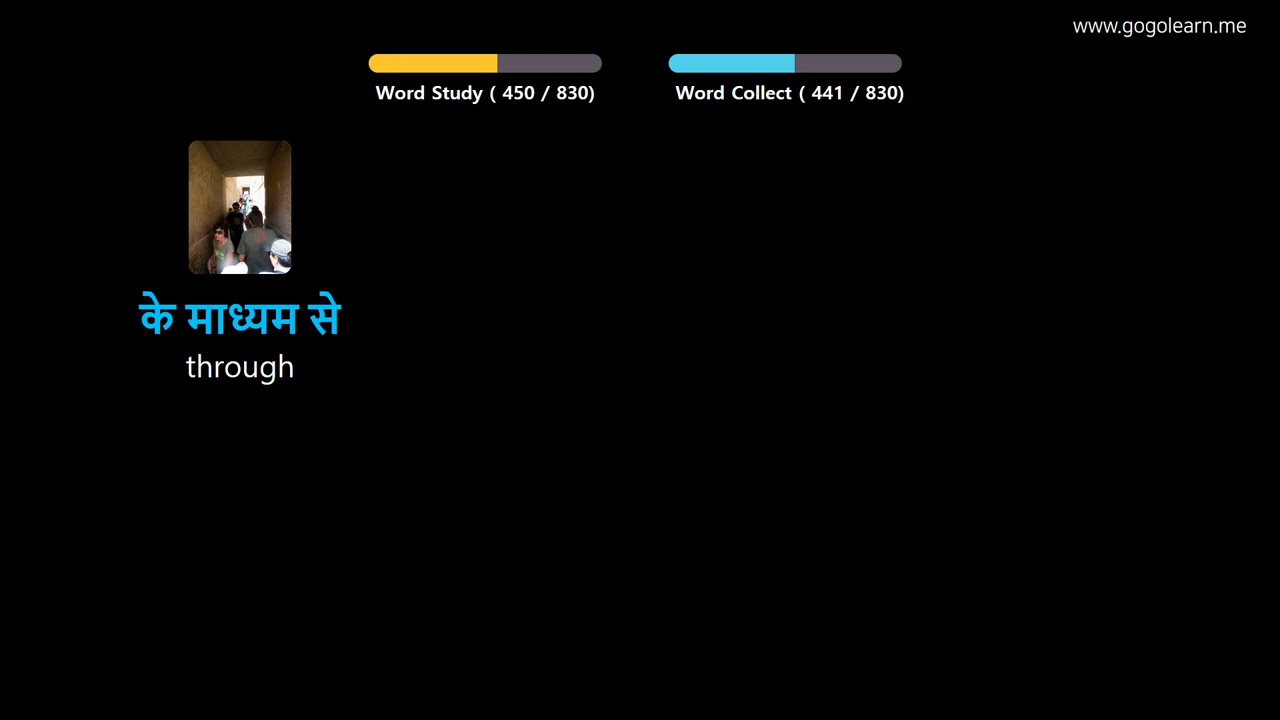 www.gogolearn.me
Word Study ( 450 / 830)
Word Collect ( 441 / 830)
के माध्यम से
through